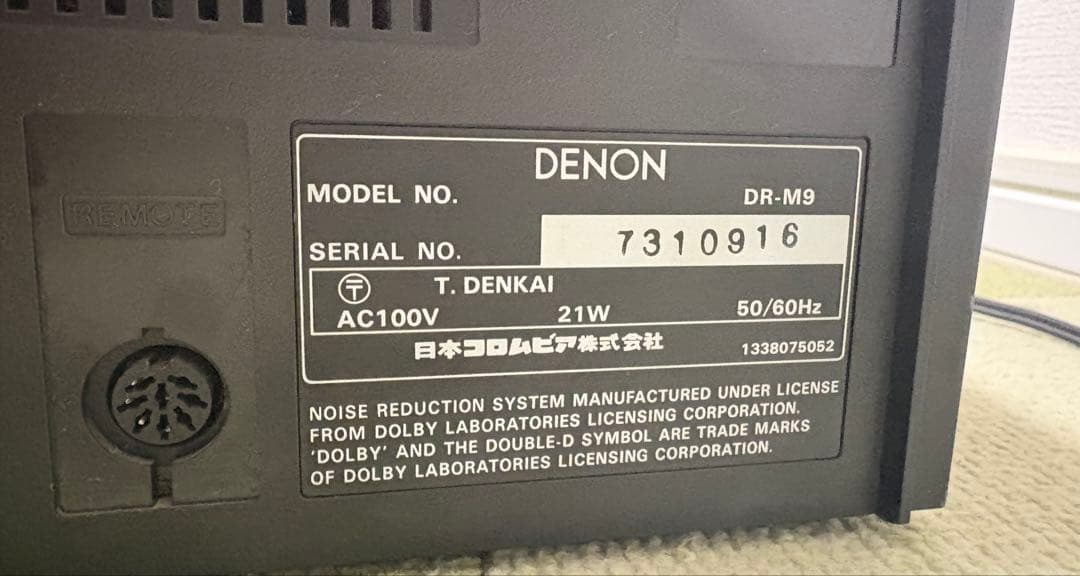 DENON
MODEL NO. DR-M9
SERIAL NO. 7310916
〒 T. DENKAI
AC100V 21W 50/60Hz
日本コロムビア株式会社 1338075052
NOISE REDUCTION SYSTEM MANUFACTURED UNDER LICENSE
FROM DOLBY LABORATORIES LICENSING CORPORATION.
'DOLBY' AND THE DOUBLE-D SYMBOL ARE TRADE MARKS
OF DOLBY LABORATORIES LICENSING CORPORATION.
3
REMOTE